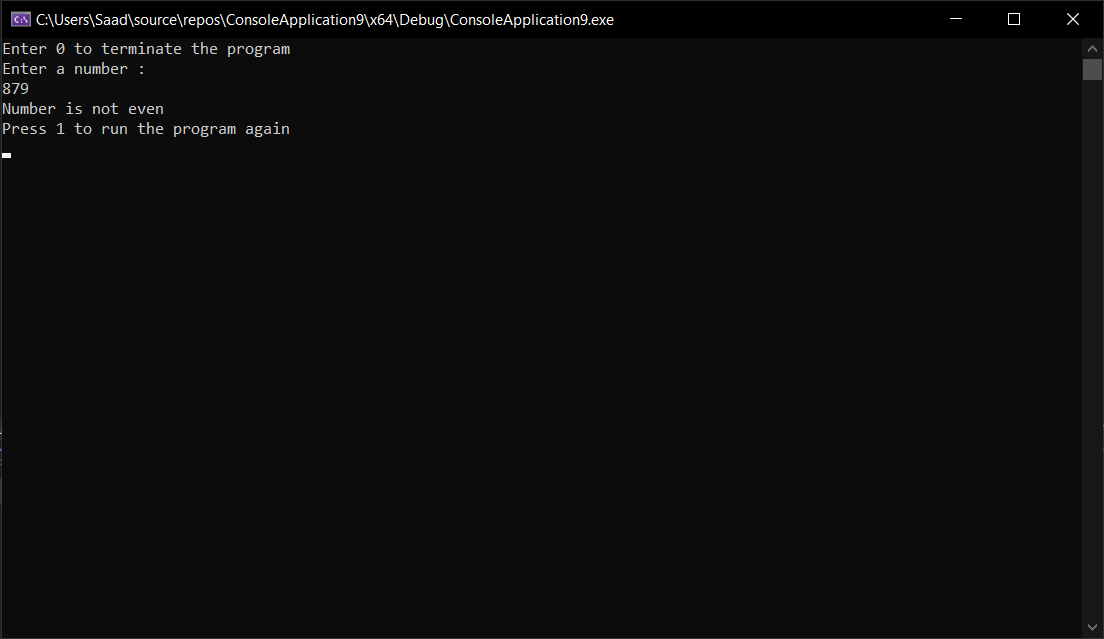 C:\Users\Saad\source\repos\ConsoleApplication9\x64\Debug\ConsoleApplication9.exe
Enter 0 to terminate the program
Enter a number :
879
Number is not even
Press 1 to run the program again